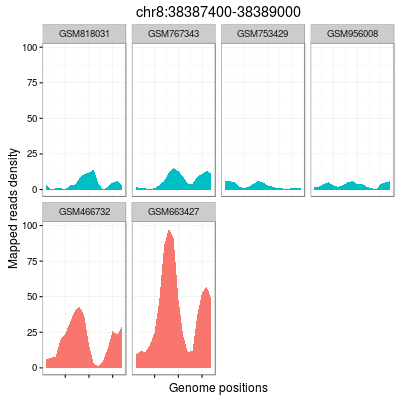 chr8:38387400-38389000
GSM818031 GSM767343 GSM753429 GSM956008
100
75
50
25
0
GSM466732 GSM663427
100
75
50
25
0
Mapped reads density
Genome positions